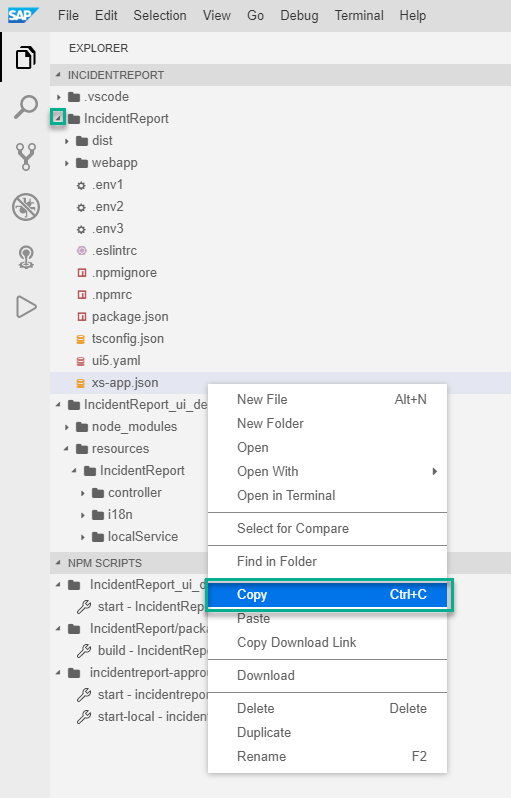 SAP File Edit Selection View Go Debug Terminal Help
EXPLORER
INCIDENTREPORT
.vscode
IncidentReport
dist
webapp
.env1
.env2
.env3
.eslintrc
.npmignore
.npmrc
package.json
tsconfig.json
ui5.yaml
xs-app.json
IncidentReport_ui_de
node_modules
resources
IncidentReport
controller
i18n
localService
NPM SCRIPTS
IncidentReport_ui_d
start - IncidentRep
IncidentReport/packa
build - IncidentRepo
incidentreport-approu
start - incidentrepor
start-local - inciden
New File Alt+N
New Folder
Open
Open With
Open in Terminal
Select for Compare
Find in Folder
Copy Ctrl+C
Paste
Copy Download Link
Download
Delete Delete
Duplicate
Rename F2